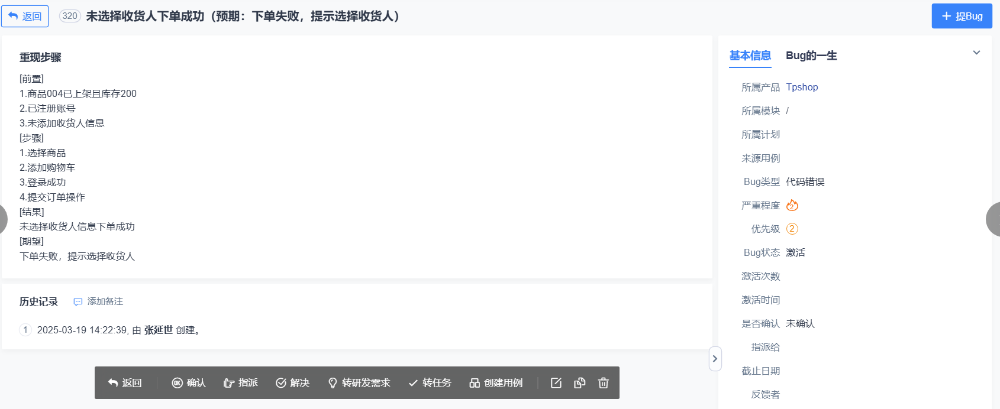 返回
320 未选择收货人下单成功（预期：下单失败，提示选择收货人）
提Bug
重现步骤
[前置]
1.商品004已上架且库存200
2.已注册账号
3.未添加收货人信息
[步骤]
1.选择商品
2.添加购物车
3.登录成功
4.提交订单操作
[结果]
未选择收货人信息下单成功
[期望]
下单失败，提示选择收货人
历史记录 添加备注
1 2025-03-19 14:22:39, 由 张延世 创建。
返回 OK 确认 指派 解决 转研发需求 转任务 创建用例
基本信息 Bug的一生
所属产品 Tpshop
所属模块 /
所属计划
来源用例
Bug类型 代码错误
严重程度 2
优先级 2
Bug状态 激活
激活次数
激活时间
是否确认 未确认
指派给
截止日期
反馈者